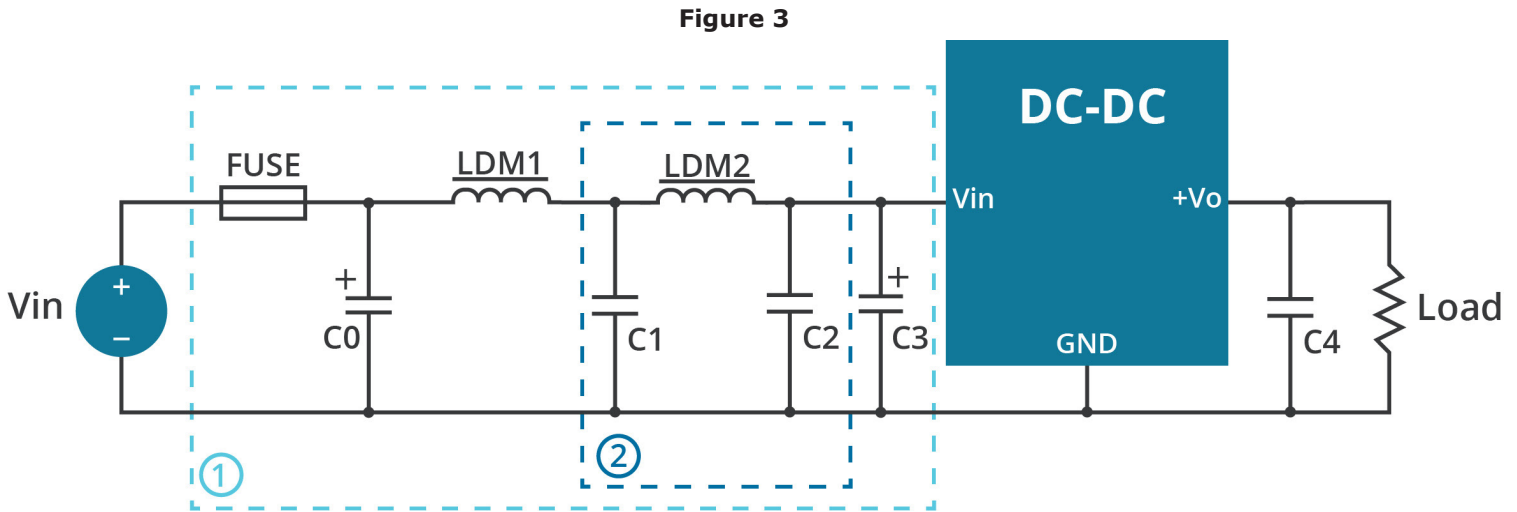 Figure 3
DC-DC
FUSE
LDM1
LDM2
Vin
+Vo
+
+
+
Vin
Load
−
C0
C1
C2
C3
GND
C4
1
2